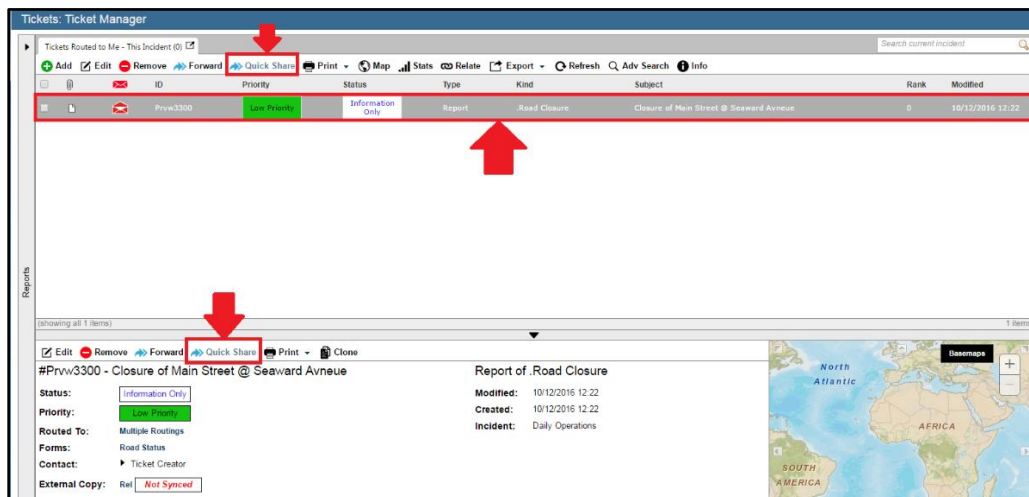 Tickets: Ticket Manager
Tickets Routed to Me - This Incident (0)
Search current incident
Add Edit Remove Forward Quick Share Print Map Stats Relate Export Refresh Adv Search Info
ID Priority Status Type Kind Subject Rank Modified
Prvw3300 Low Priority Information Only Report .Road Closure Closure of Main Street @ Seaward Avneue 0 10/12/2016 12:22
Reports
(showing all 1 items) 1 items
Edit Remove Forward Quick Share Print Clone
#Prvw3300 - Closure of Main Street @ Seaward Avneue Report of .Road Closure
Status: Information Only Modified: 10/12/2016 12:22
Priority: Low Priority Created: 10/12/2016 12:22
Routed To: Multiple Routings Incident: Daily Operations
Forms: Road Status
Contact: Ticket Creator
External Copy: Rel Not Synced
Basemaps
+
-
North
Atlantic
AFRICA
SOUTH
AMERICA